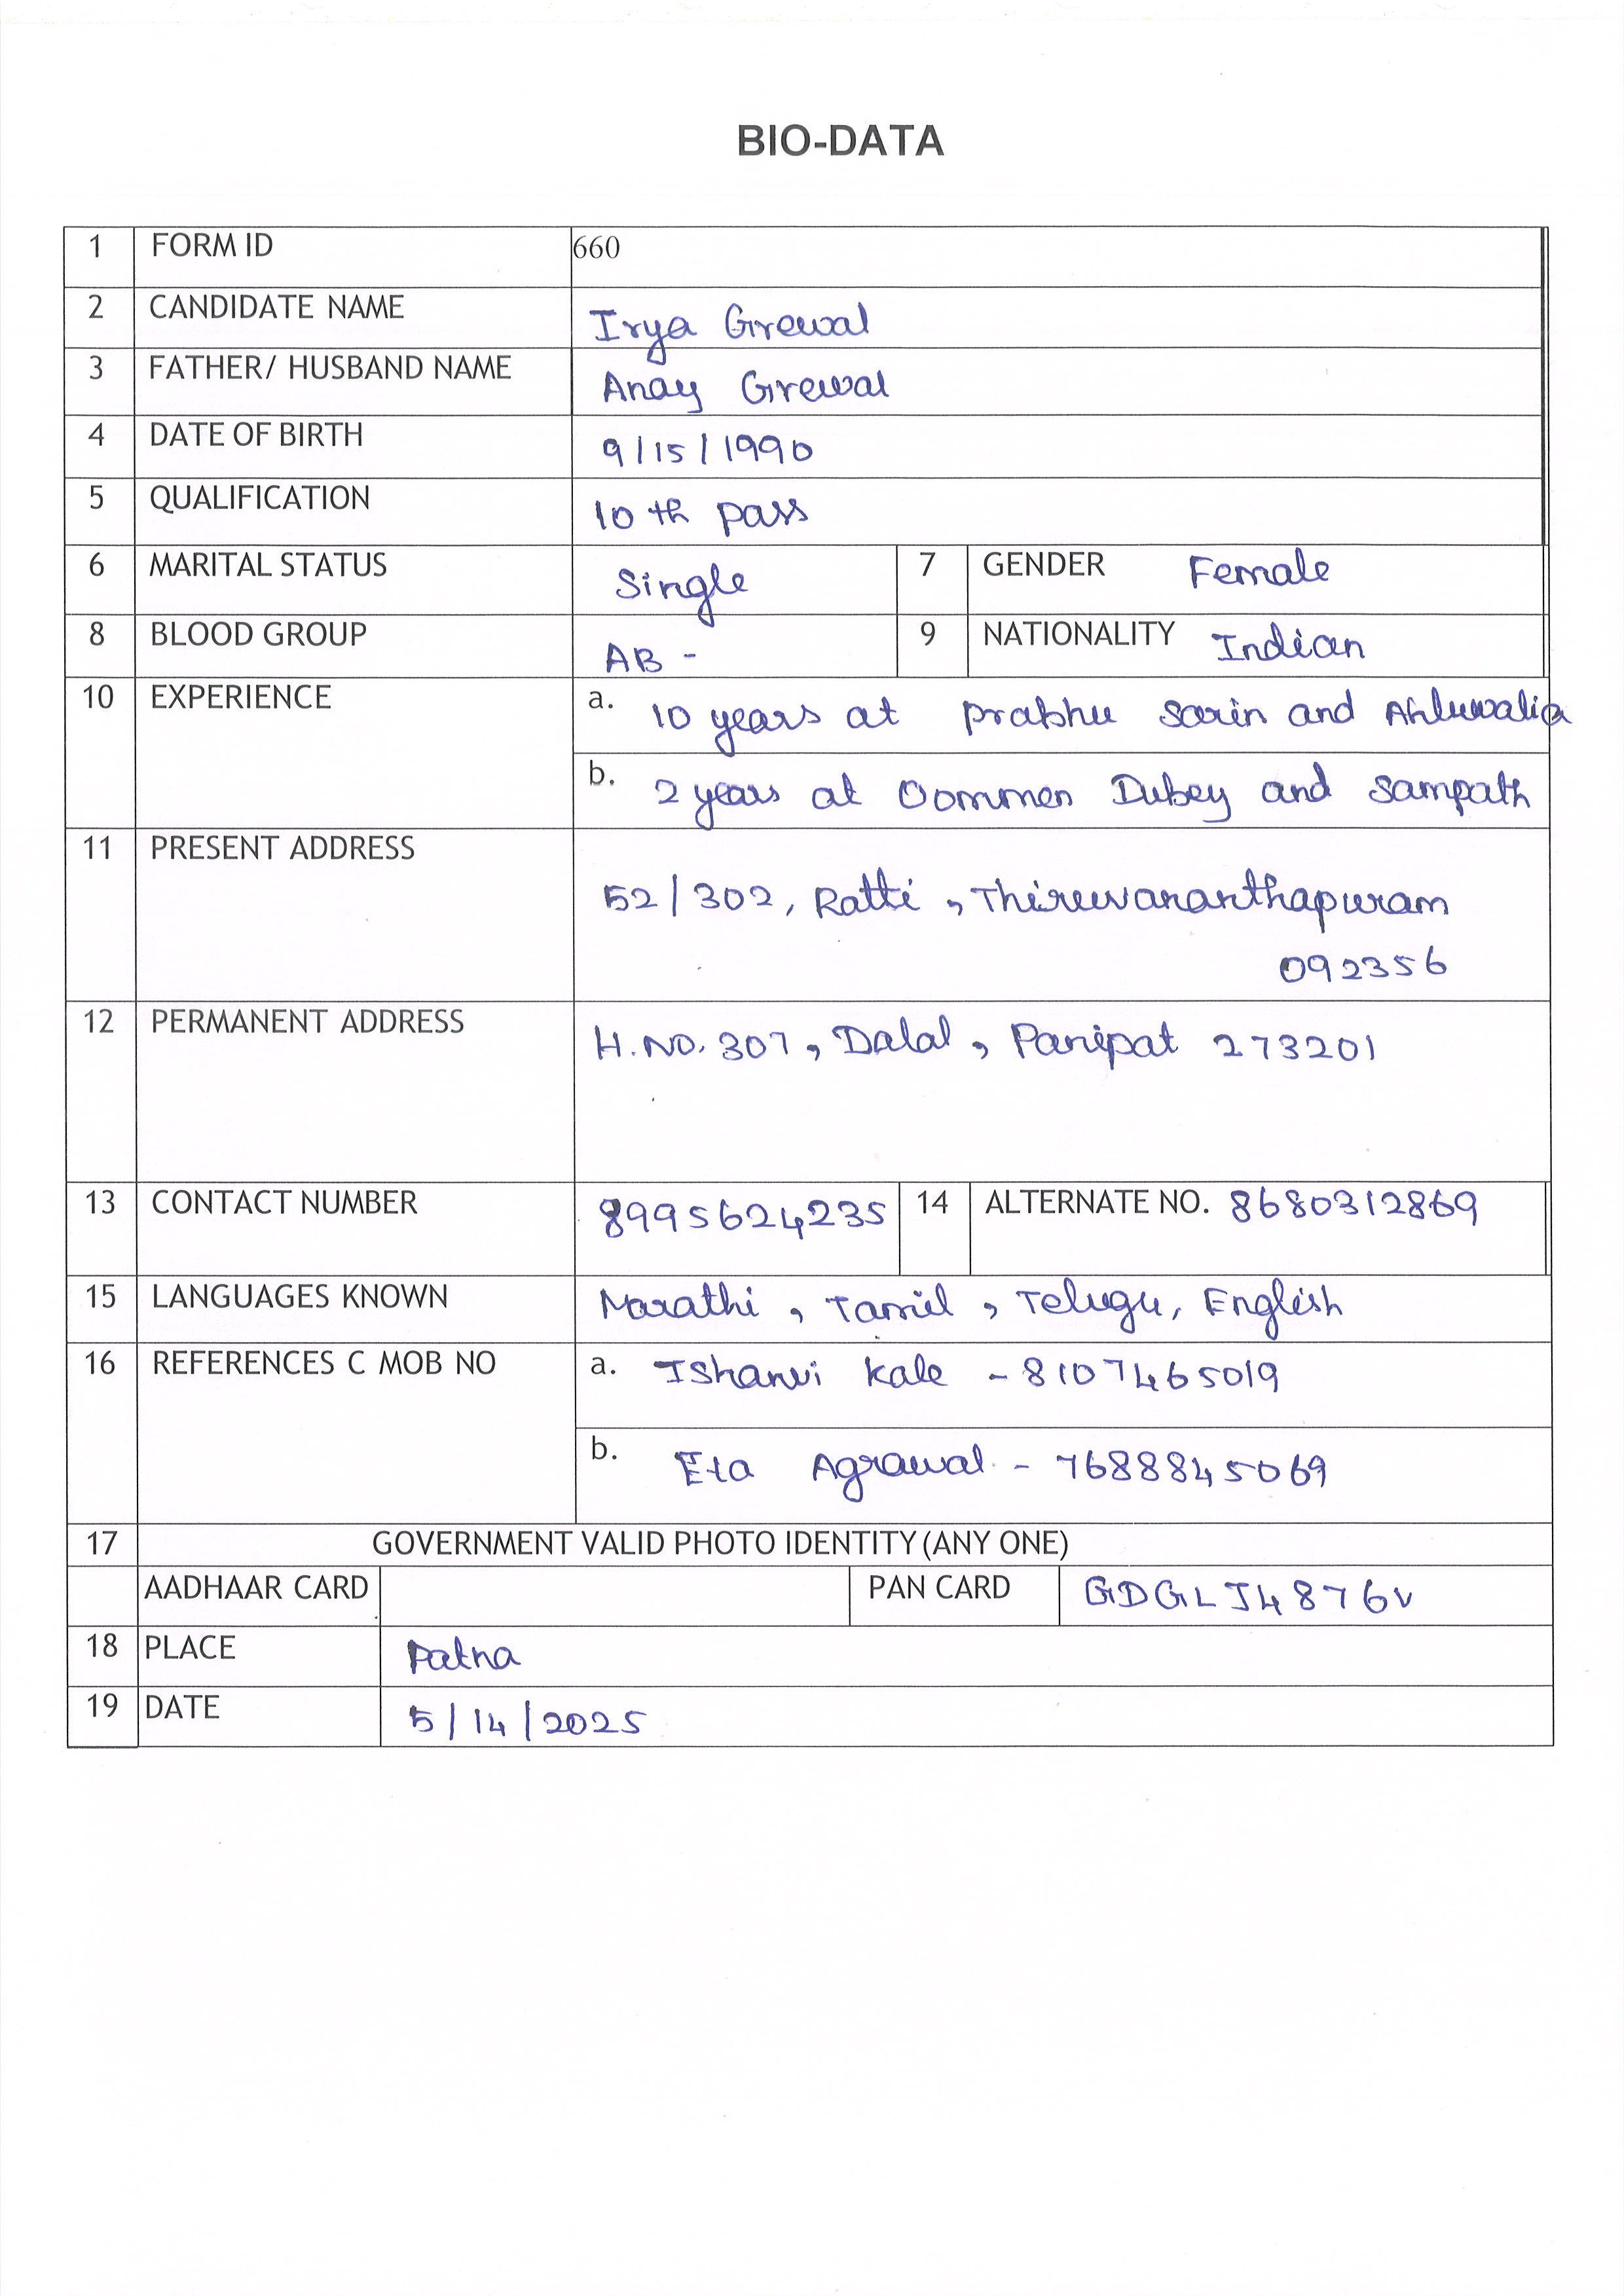 BIO-DATA
1 FORM ID 660
2 CANDIDATE NAME Irya Grewal
3 FATHER/ HUSBAND NAME Anay Grewal
4 DATE OF BIRTH 9/15/1990
5 QUALIFICATION 10 th pass
6 MARITAL STATUS Single 7 GENDER Female
8 BLOOD GROUP AB - 9 NATIONALITY Indian
10 EXPERIENCE a. 10 years at prabhu Sarin and Ahluwalia
b. 2 years at Oommen Dubey and Sampath
11 PRESENT ADDRESS 52/302, Ratti, Thiruvananthapuram
092356
12 PERMANENT ADDRESS H.NO. 307, Dalal, Panipat 273201
13 CONTACT NUMBER 8995624235 14 ALTERNATE NO. 8680312869
15 LANGUAGES KNOWN Marathi, Tamil, Telugu, English
16 REFERENCES C MOB NO a. Ishanvi Kale - 8107465019
b. Eta Agrawal - 7688845069
17 GOVERNMENT VALID PHOTO IDENTITY (ANY ONE)
AADHAAR CARD PAN CARD GDGLJ4876V
18 PLACE Patna
19 DATE 5/14/2025